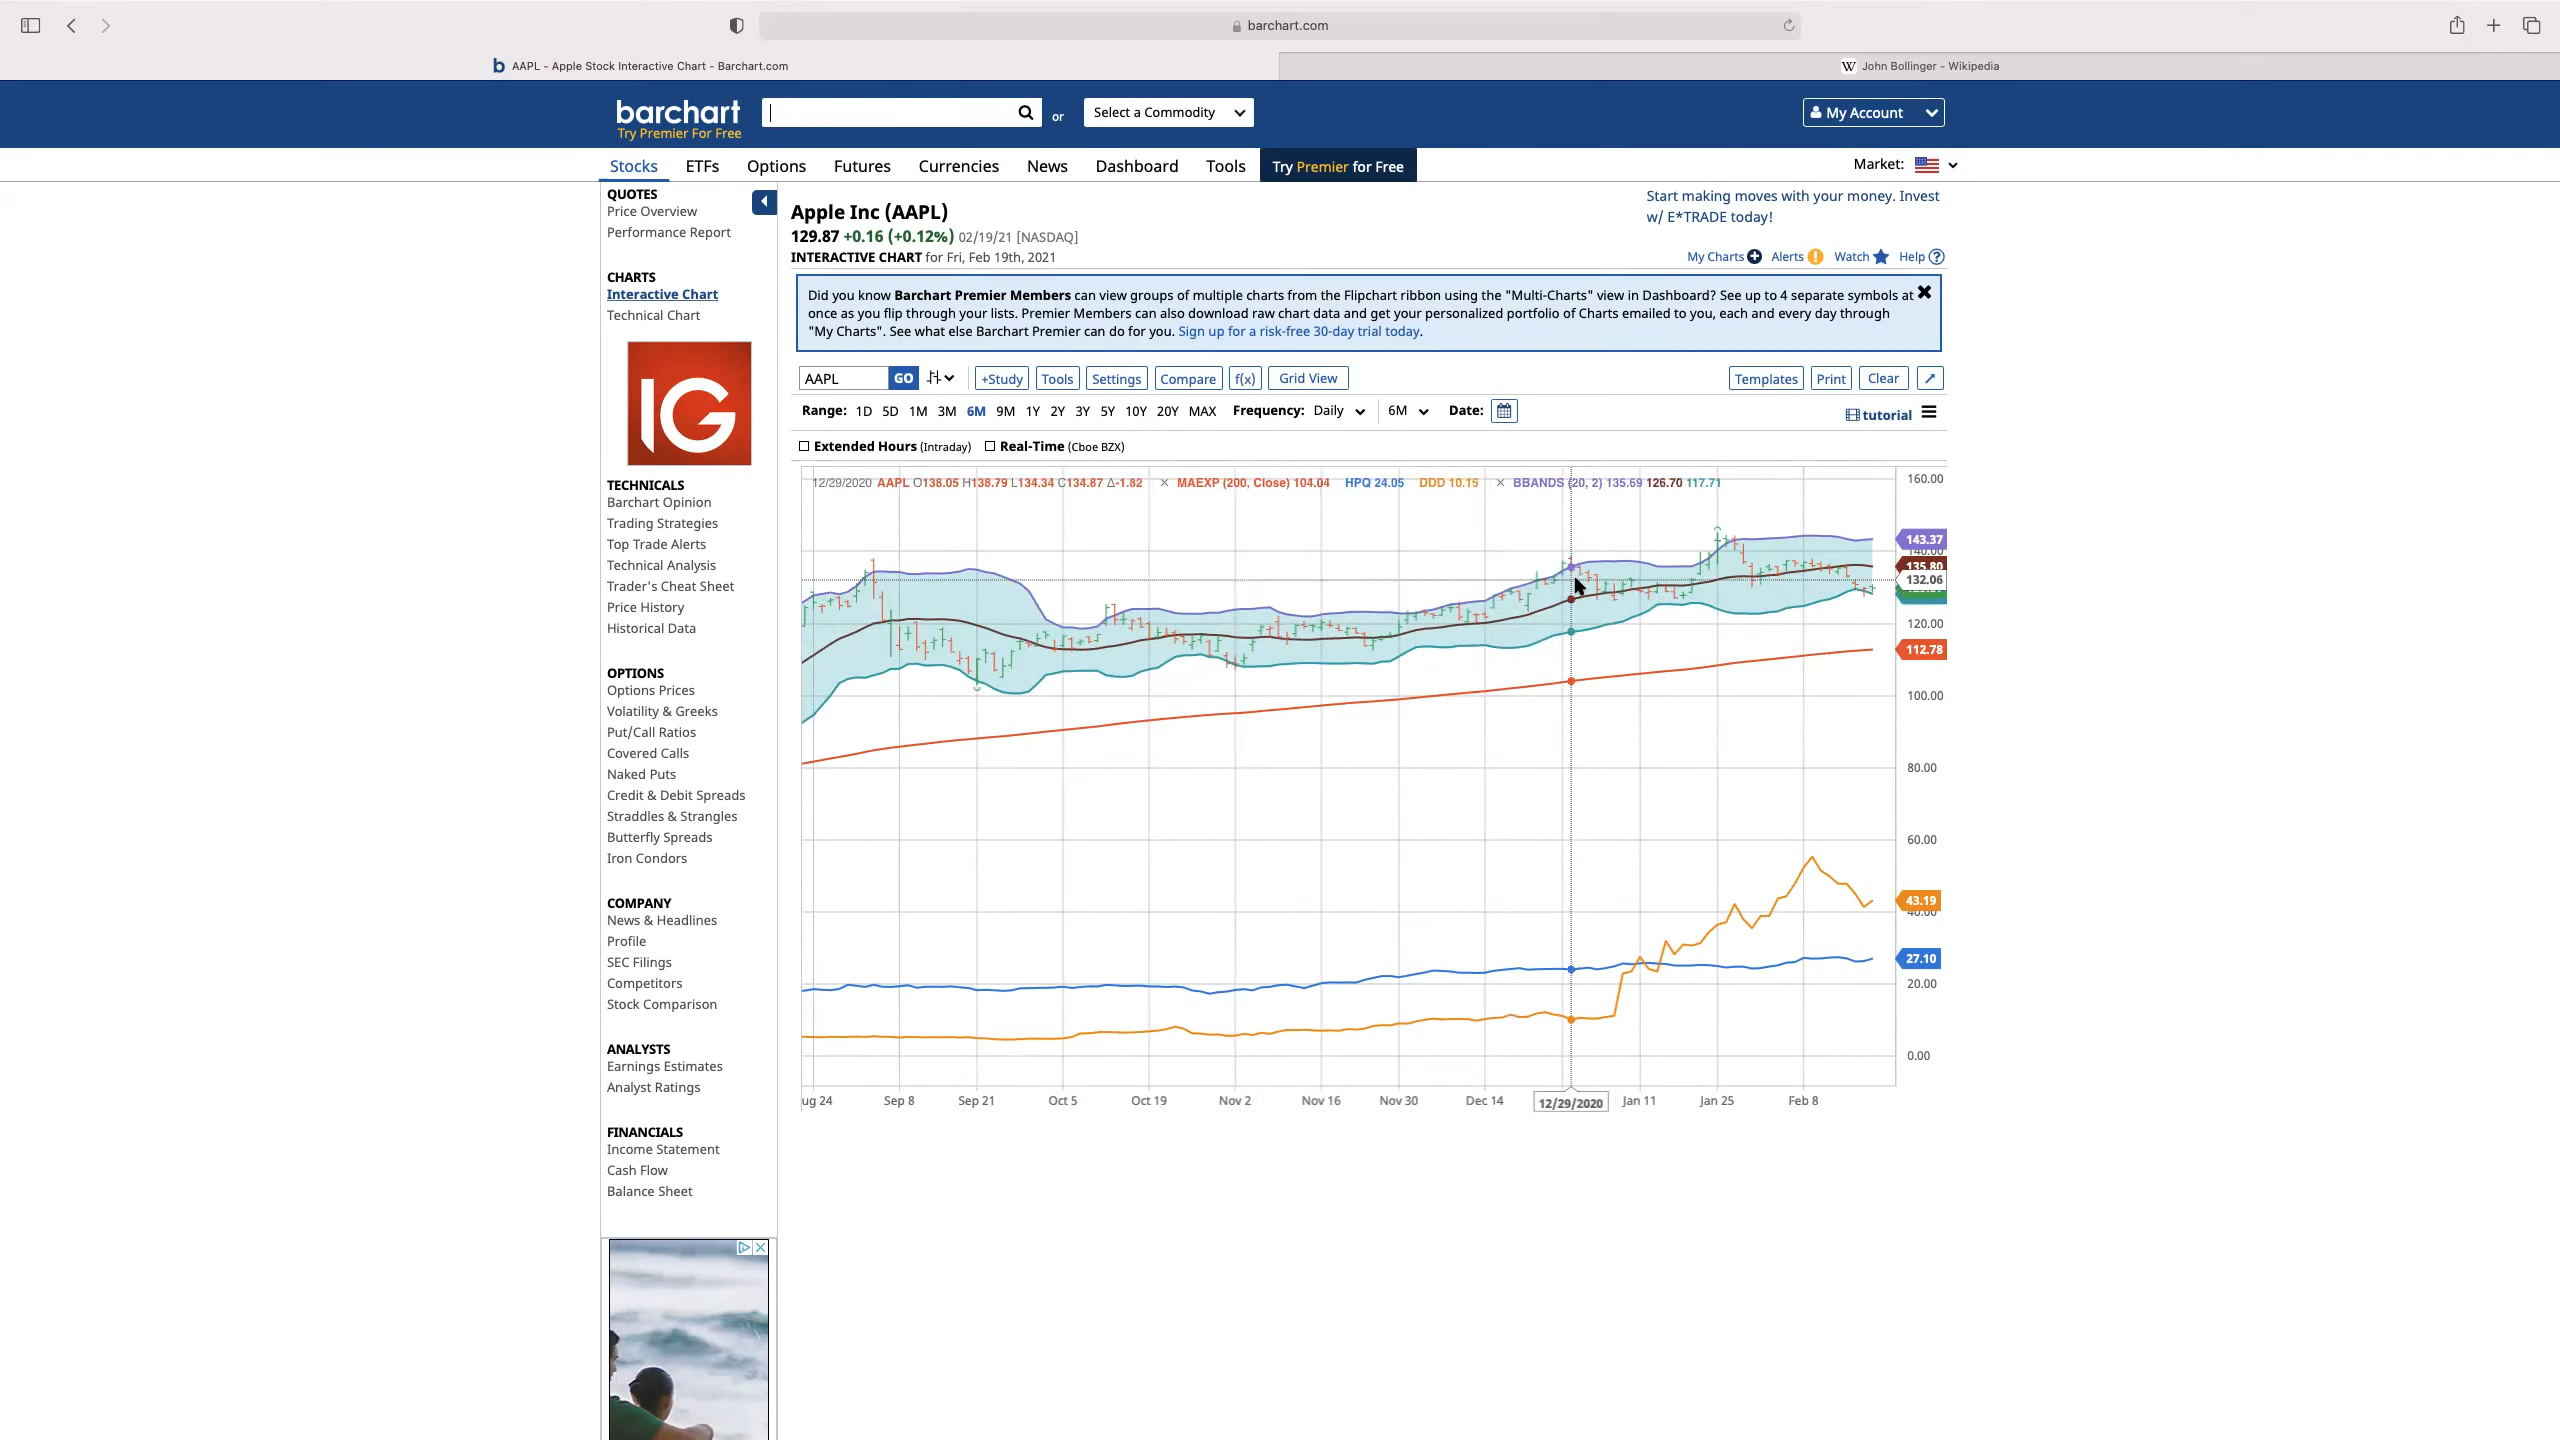 barchart.com
AAPL - Apple Stock Interactive Chart - Barchart.com
John Bollinger - Wikipedia
barchart
Try Premier For Free
or
Select a Commodity
My Account
Stocks
ETFs
Options
Futures
Currencies
News
Dashboard
Tools
Try Premier for Free
Market:
QUOTES
Price Overview
Performance Report
CHARTS
Interactive Chart
Technical Chart
IG
TECHNICALS
Barchart Opinion
Trading Strategies
Top Trade Alerts
Technical Analysis
Trader's Cheat Sheet
Price History
Historical Data
OPTIONS
Options Prices
Volatility & Greeks
Put/Call Ratios
Covered Calls
Naked Puts
Credit & Debit Spreads
Straddles & Strangles
Butterfly Spreads
Iron Condors
COMPANY
News & Headlines
Profile
SEC Filings
Competitors
Stock Comparison
ANALYSTS
Earnings Estimates
Analyst Ratings
FINANCIALS
Income Statement
Cash Flow
Balance Sheet
Apple Inc (AAPL)
129.87 +0.16 (+0.12%) 02/19/21 [NASDAQ]
INTERACTIVE CHART for Fri, Feb 19th, 2021
Start making moves with your money. Invest
w/ E*TRADE today!
My Charts
Alerts
Watch
Help
Did you know Barchart Premier Members can view groups of multiple charts from the Flipchart ribbon using the "Multi-Charts" view in Dashboard? See up to 4 separate symbols at
once as you flip through your lists. Premier Members can also download raw chart data and get your personalized portfolio of Charts emailed to you, each and every day through
"My Charts". See what else Barchart Premier can do for you. Sign up for a risk-free 30-day trial today.
AAPL
GO
+Study
Tools
Settings
Compare
f(x)
Grid View
Templates
Print
Clear
Range: 1D 5D 1M 3M 6M 9M 1Y 2Y 3Y 5Y 10Y 20Y MAX Frequency: Daily 6M Date:
tutorial
Extended Hours (Intraday) Real-Time (Cboe BZX)
12/29/2020 AAPL O138.05 H138.79 L134.34 C134.87 Δ-1.82 × MAEXP (200, Close) 104.04 HPQ 24.05 DDD 10.15 × BBANDS (20, 2) 135.69 126.70 117.71
160.00
143.37
140.00
135.80
132.06
120.00
112.78
100.00
80.00
60.00
43.19
40.00
27.10
20.00
0.00
ug 24
Sep 8
Sep 21
Oct 5
Oct 19
Nov 2
Nov 16
Nov 30
Dec 14
12/29/2020
Jan 11
Jan 25
Feb 8